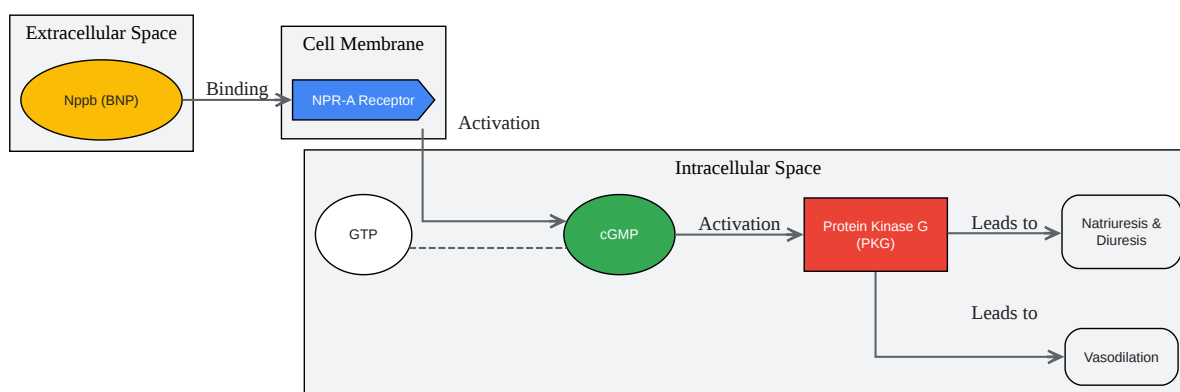 Extracellular Space
Nppb (BNP)
Binding
Cell Membrane
NPR-A Receptor
Activation
Intracellular Space
GTP
cGMP
Activation
Protein Kinase G
(PKG)
Leads to
Natriuresis &
Diuresis
Leads to
Vasodilation